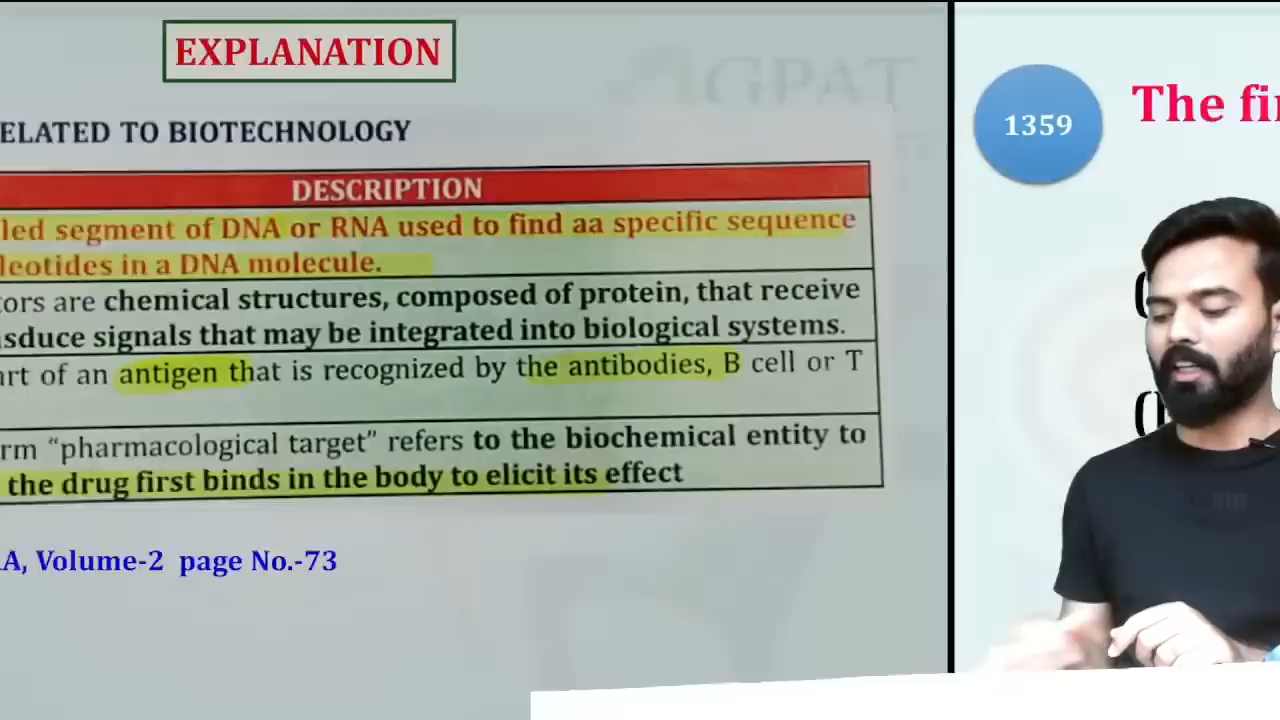 EXPLANATION
GPAT
ELATED TO BIOTECHNOLOGY
DESCRIPTION
led segment of DNA or RNA used to find aa specific sequence
leotides in a DNA molecule.
ors are chemical structures, composed of protein, that receive
sduce signals that may be integrated into biological systems.
art of an antigen that is recognized by the antibodies, B cell or T
rm “pharmacological target” refers to the biochemical entity to
the drug first binds in the body to elicit its effect
A, Volume-2 page No.-73
1359
The fi